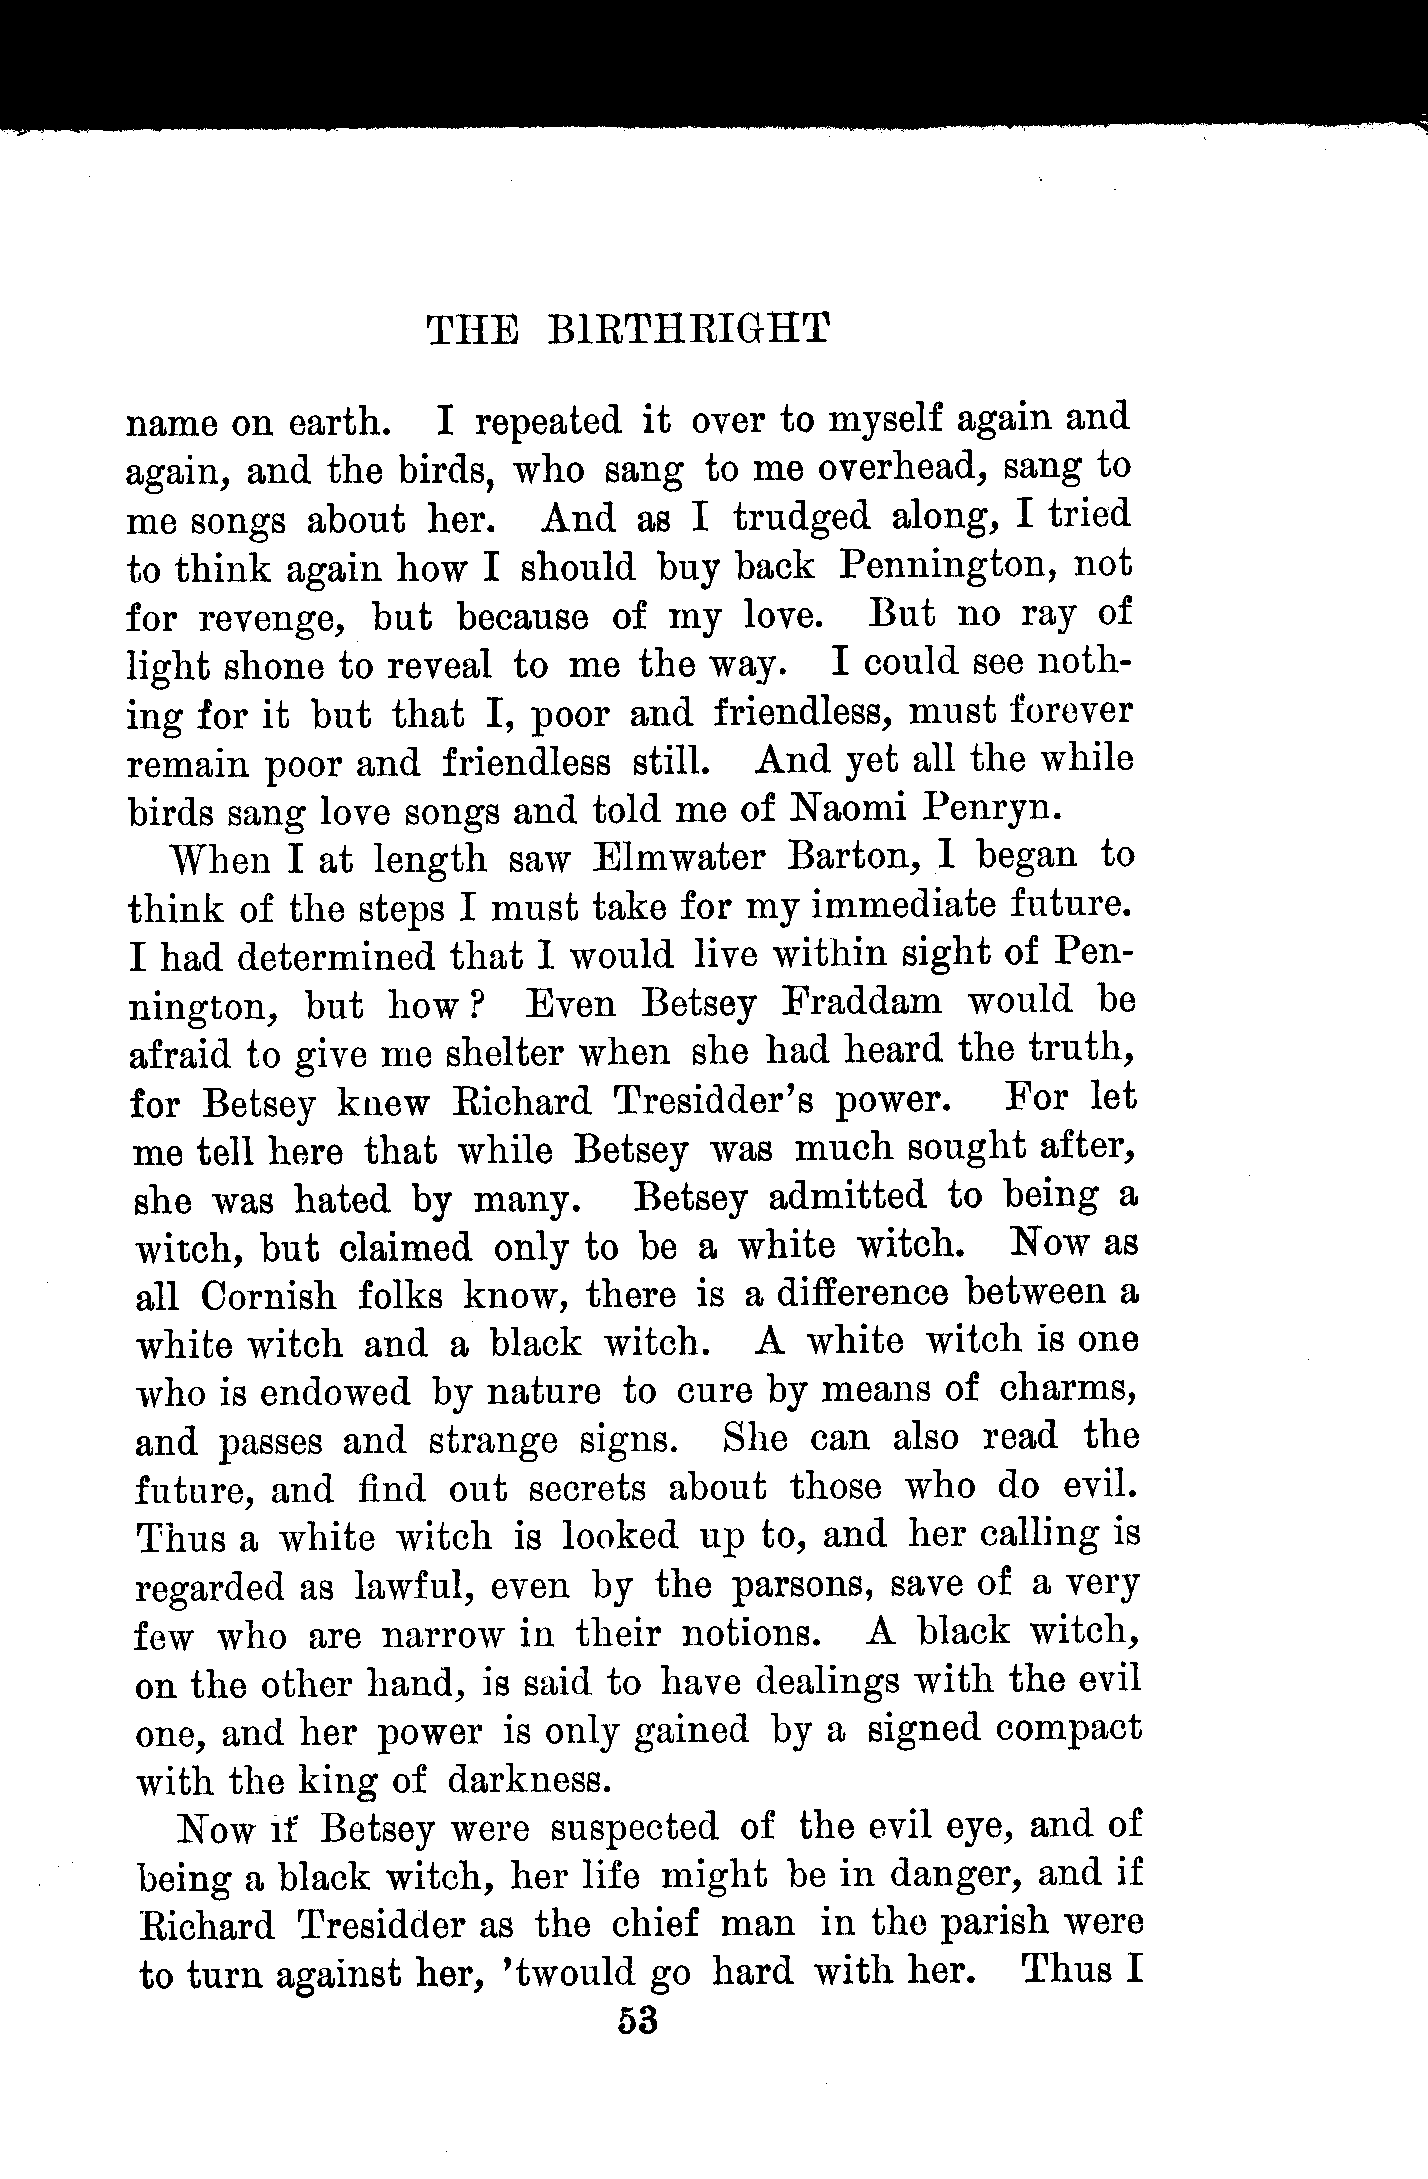 THE BIRTHRIGHT
name on earth. I repeated it over to myself again and
again, and the birds, who sang to me overhead, sang to
me songs about her. And as I trudged along, I tried
to think again how I should buy back Pennington, not
for revenge, but because of my love. But no ray of
light shone to reveal to me the way. I could see noth-
ing for it but that I, poor and friendless, must forever
remain poor and friendless still. And yet all the while
birds sang love songs and told me of Naomi Penryn.
When I at length saw Elmwater Barton, I began to
think of the steps I must take for my immediate future.
I had determined that I would live within sight of Pen-
nington, but how? Even Betsey Fraddam would be
afraid to give me shelter when she had heard the truth,
for Betsey knew Richard Tresidder's power. For let
me tell here that while Betsey was much sought after,
she was hated by many. Betsey admitted to being a
witch, but claimed only to be a white witch. Now as
all Cornish folks know, there is a difference between a
white witch and a black witch. A white witch is one
who is endowed by nature to cure by means of charms,
and passes and strange signs. She can also read the
future, and find out secrets about those who do evil.
Thus a white witch is looked up to, and her calling is
regarded as lawful, even by the parsons, save of a very
few who are narrow in their notions. A black witch,
on the other hand, is said to have dealings with the evil
one, and her power is only gained by a signed compact
with the king of darkness.
Now if Betsey were suspected of the evil eye, and of
being a black witch, her life might be in danger, and if
Richard Tresidder as the chief man in the parish were
to turn against her, 'twould go hard with her. Thus I
53